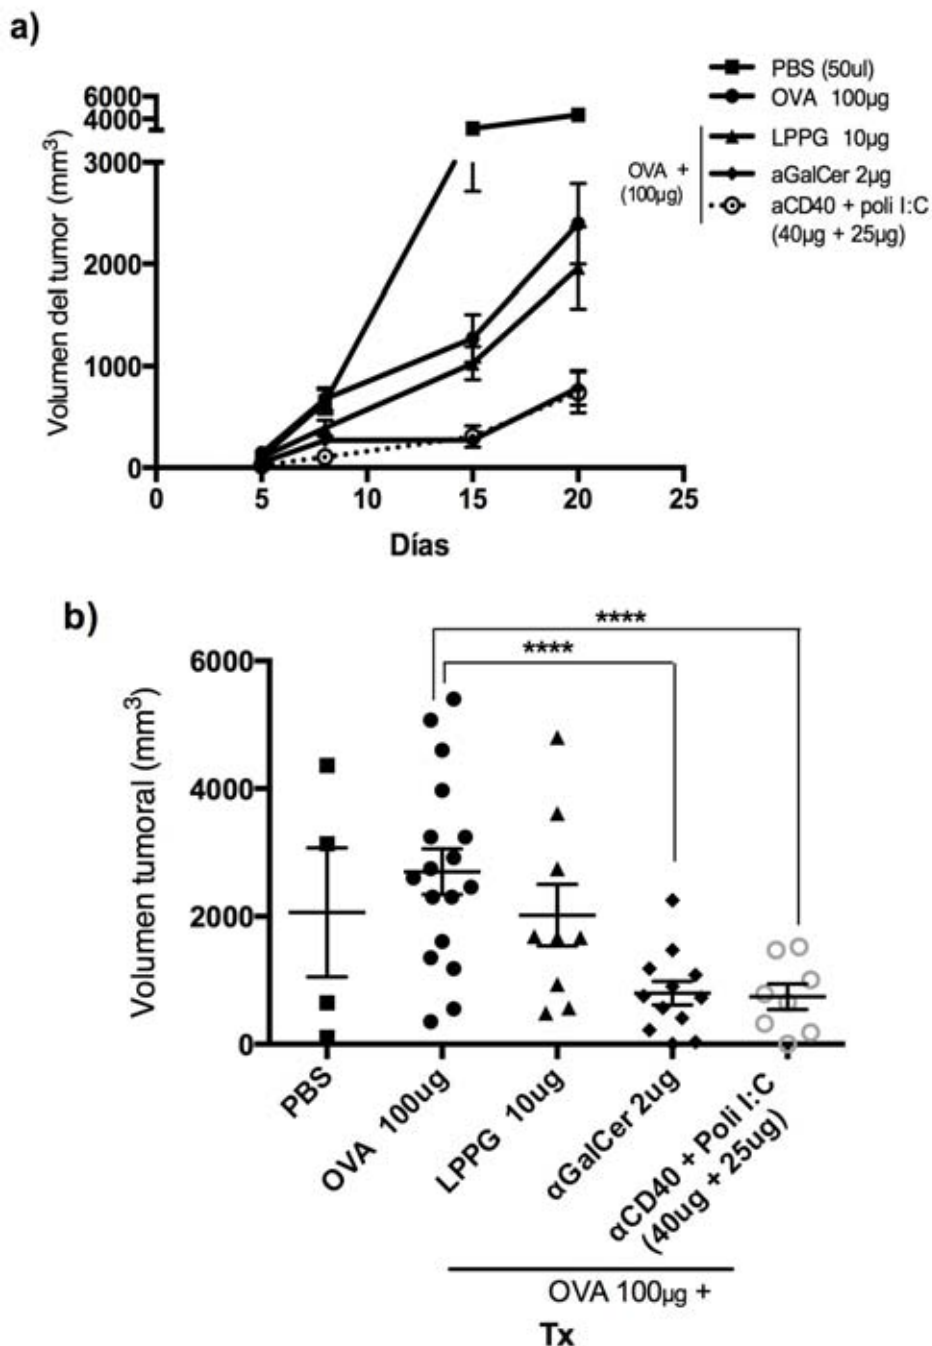 a)
PBS (50ul)
OVA 100µg
LPPG 10µg
OVA +
(100µg)
aGalCer 2µg
aCD40 + poli I:C
(40µg + 25µg)
Volumen del tumor (mm³)
6000
4000
3000
2000
1000
0
0 5 10 15 20 25
Días
b)
****
****
Volumen tumoral (mm³)
6000
4000
2000
0
PBS
OVA 100ug
LPPG 10ug
αGalCer 2ug
αCD40 + Poli I:C
(40ug + 25ug)
OVA 100µg +
Tx